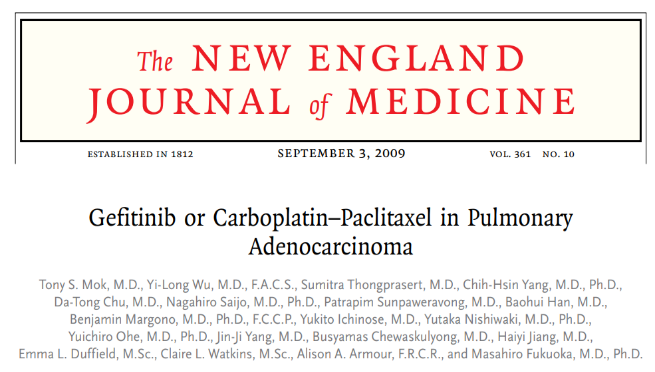 The NEW ENGLAND
JOURNAL of MEDICINE
ESTABLISHED IN 1812 SEPTEMBER 3, 2009 VOL. 361 NO. 10
Gefitinib or Carboplatin–Paclitaxel in Pulmonary
Adenocarcinoma
Tony S. Mok, M.D., Yi-Long Wu, M.D., F.A.C.S., Sumitra Thongprasert, M.D., Chih-Hsin Yang, M.D., Ph.D.,
Da-Tong Chu, M.D., Nagahiro Saijo, M.D., Ph.D., Patrapim Sunpaweravong, M.D., Baohui Han, M.D.,
Benjamin Margono, M.D., Ph.D., F.C.C.P., Yukito Ichinose, M.D., Yutaka Nishiwaki, M.D., Ph.D.,
Yuichiro Ohe, M.D., Ph.D., Jin-Ji Yang, M.D., Busyamas Chewaskulyong, M.D., Haiyi Jiang, M.D.,
Emma L. Duffield, M.Sc., Claire L. Watkins, M.Sc., Alison A. Armour, F.R.C.R., and Masahiro Fukuoka, M.D., Ph.D.